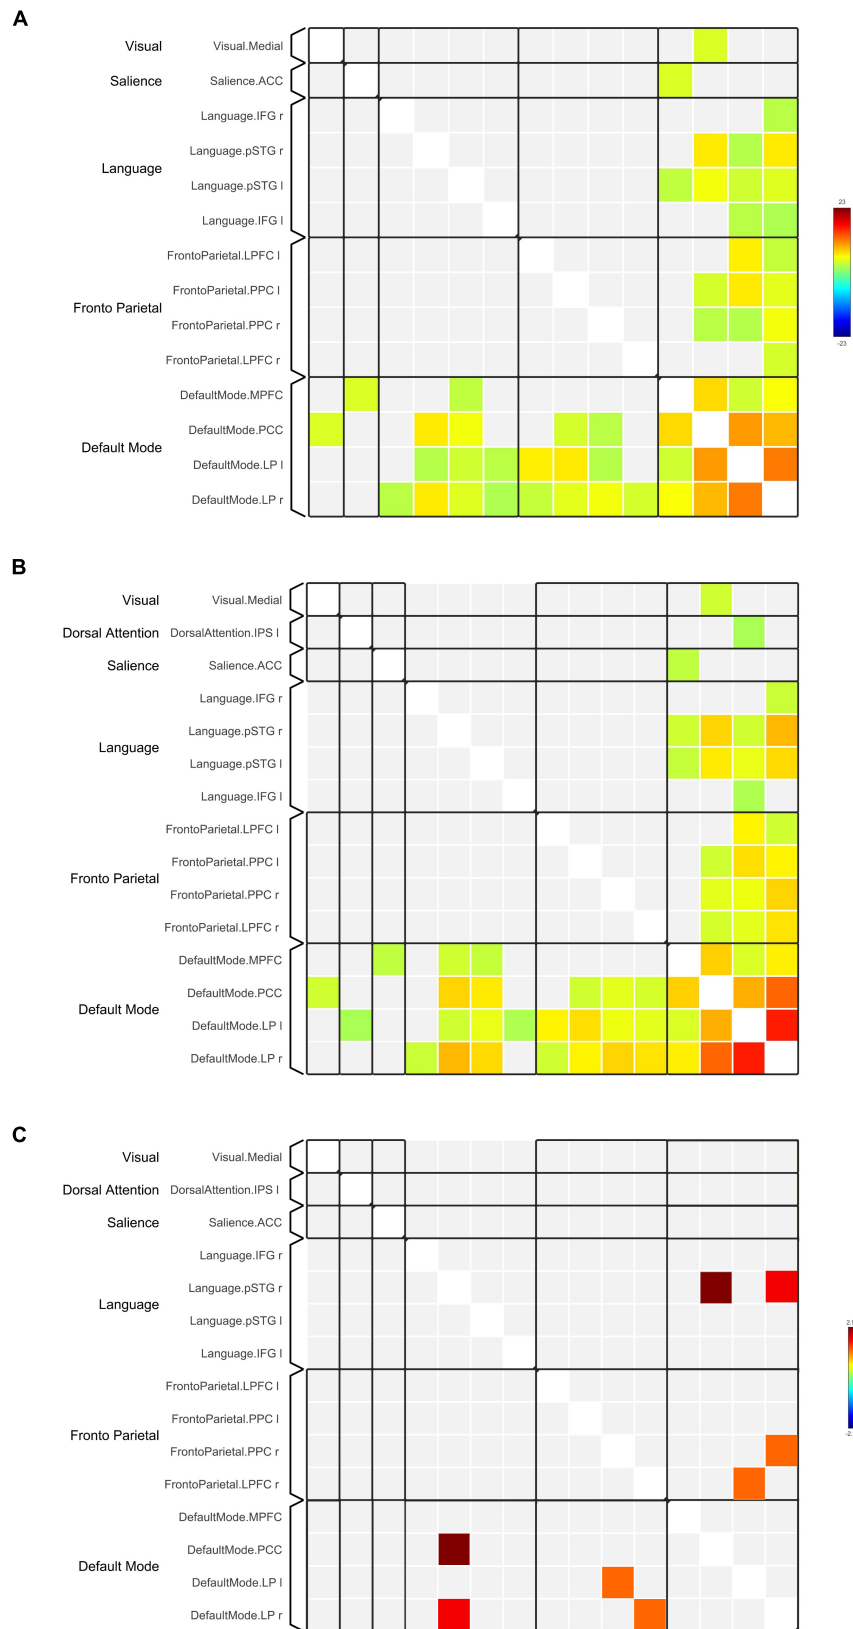 A
Visual Visual.Medial
Salience Salience.ACC
Language.IFG r
Language.pSTG r
Language
Language.pSTG l
Language.IFG l
23
FrontoParietal.LPFC l
FrontoParietal.PPC l
Fronto Parietal
FrontoParietal.PPC r
-23
FrontoParietal.LPFC r
DefaultMode.MPFC
DefaultMode.PCC
Default Mode
DefaultMode.LP l
DefaultMode.LP r
B
Visual Visual.Medial
Dorsal Attention DorsalAttention.IPS l
Salience Salience.ACC
Language.IFG r
Language.pSTG r
Language
Language.pSTG l
Language.IFG l
FrontoParietal.LPFC l
FrontoParietal.PPC l
Fronto Parietal
FrontoParietal.PPC r
FrontoParietal.LPFC r
DefaultMode.MPFC
DefaultMode.PCC
Default Mode
DefaultMode.LP l
DefaultMode.LP r
C
Visual Visual.Medial
Dorsal Attention DorsalAttention.IPS l
Salience Salience.ACC
Language.IFG r
Language.pSTG r
Language
Language.pSTG l
Language.IFG l
FrontoParietal.LPFC l
FrontoParietal.PPC l
Fronto Parietal
FrontoParietal.PPC r
FrontoParietal.LPFC r
DefaultMode.MPFC
DefaultMode.PCC
Default Mode
DefaultMode.LP l
DefaultMode.LP r